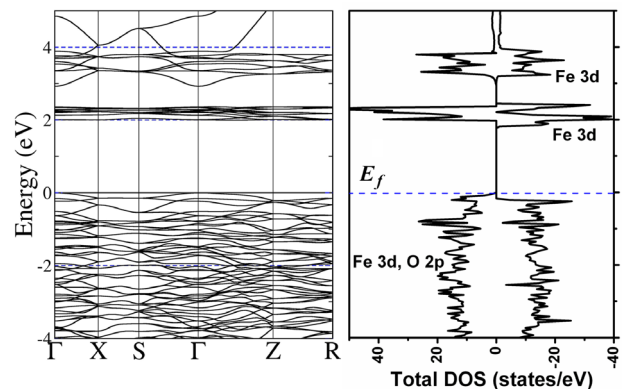 Energy (eV)
4
2
0
-2
-4
Γ X S Γ Z R
Fe 3d
Fe 3d
E_f
Fe 3d, O 2p
40 20 0 -20 -40
Total DOS (states/eV)